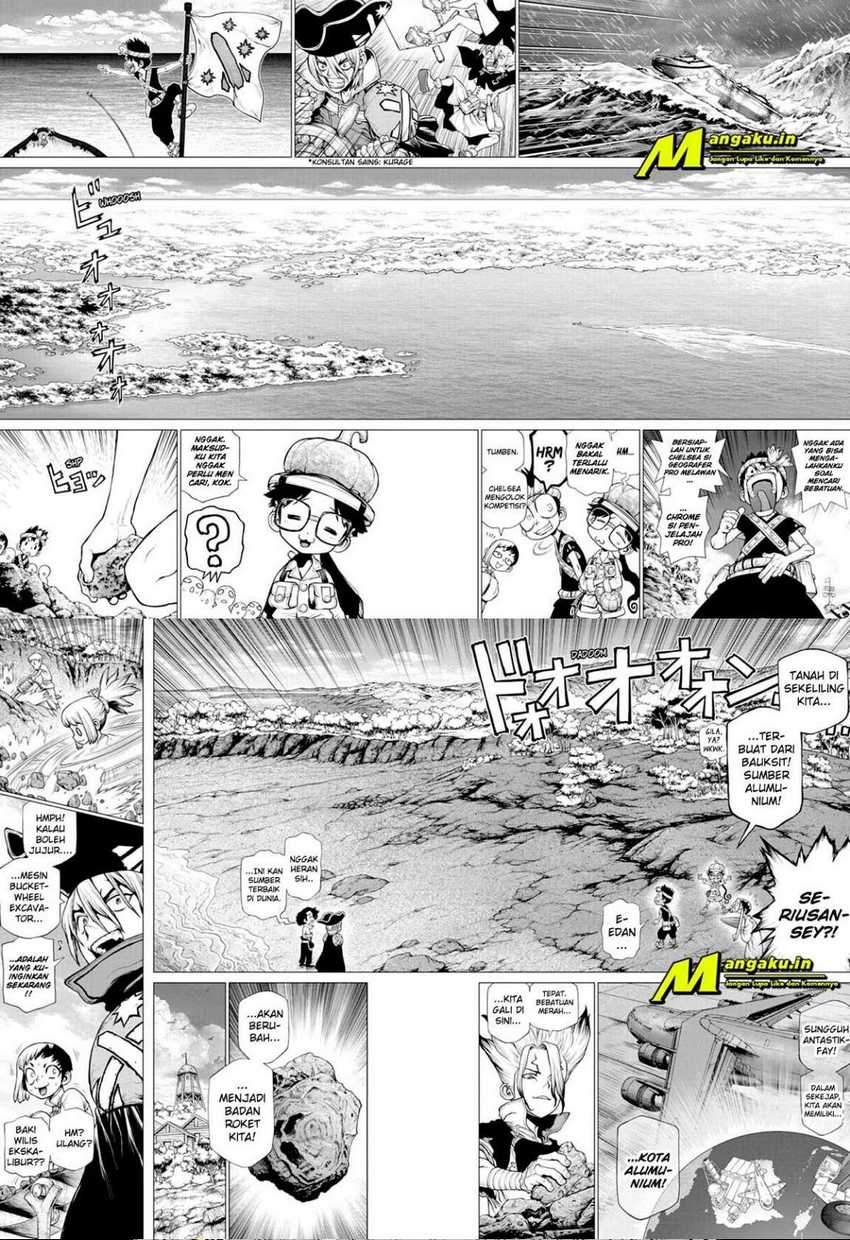 *KONSULTAN SAINS: KURAGE
Mangaku.in
Jangan Lupa Like dan Komennya
WHOOOSH
ビュオオオオ
NGGAK ADA
YANG BISA
MENGA-
LAHKANKU
SOAL
MENCARI
BEBATUAN.
BERSIAP-
LAH UNTUK
CHELSEA SI
GEOGRAFER
PRO MELAWAN
...
... CHROME
SI PEN-
JELAJAH
PRO!
HM...
NGGAK
BAKAL
TERLALU
MENARIK.
HRM?
TUMBEN.
CHELSEA
MENGOLOK
KOMPETISI?
NGGAK.
MAKSUD-
KU KITA
NGGAK
PERLU MEN
CARI, KOK.
?
SHP
ヒョッ
DADOOM
ドォオオォン
TANAH DI
SEKELILING
KITA...
...TER-
BUAT DARI
BAUKSIT!
SUMBER
ALUMU-
NIUM!
GILA,
YA?
WKWK.
SE-
RIUSAN-
SEY?!
E-
EDAN
...
NGGAK
HERAN
SIH..
...INI KAN
SUMBER
TERBAIK
DI DUNIA.
HMPH!
KALAU
BOLEH
JUJUR....
...MESIN
BUCKET-
WHEEL
EXCAVA-
TOR...
...ADALAH
YANG KU-
INGINKAN
SEKARANG
!!
HM?
ULANG?
BAKI
WILIS
EKSKA-
LIBUR??
Mangaku.in
Jangan Lupa Like dan Komennya
TEPAT.
BEBATUAN
MERAH...
...KITA
GALI DI
SINI...
...AKAN
BERU-
BAH...
...
MENJADI
BADAN
ROKET
KITA!
SUNGGUH
ANTASTIK-
FAY!
DALAM
SEKEJAP,
KITA AKAN
MEMILIKI...
...KOTA
ALUMU-
NIUM!